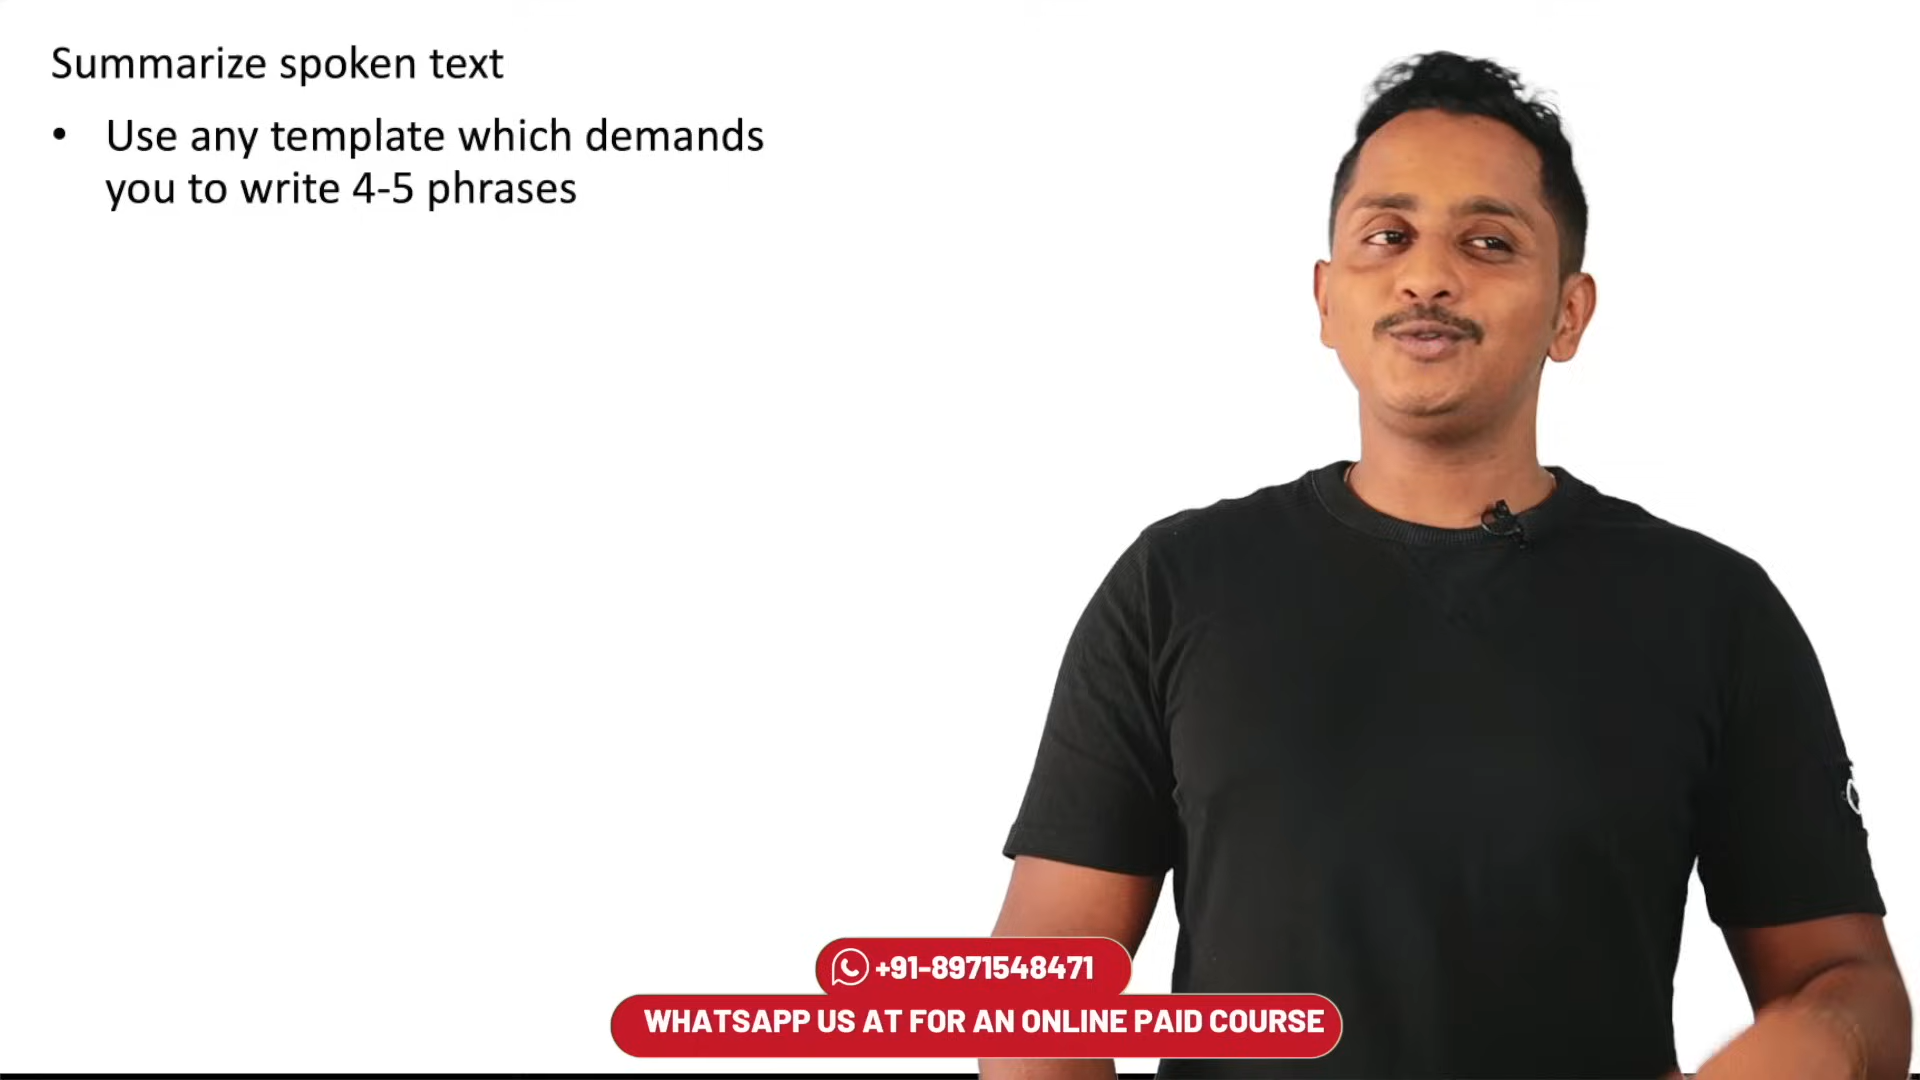 Summarize spoken text
• Use any template which demands
you to write 4-5 phrases
+91-8971548471
WHATSAPP US AT FOR AN ONLINE PAID COURSE